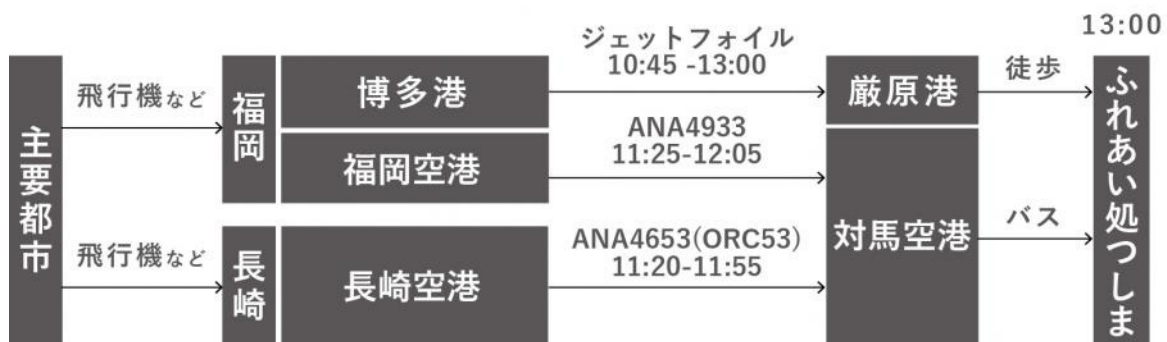 13:00
主要都市
飛行機など
福岡
博多港
ジェットフォイル
10:45 -13:00
厳原港
徒歩
福岡空港
ANA4933
11:25-12:05
飛行機など
長崎
長崎空港
ANA4653(ORC53)
11:20-11:55
対馬空港
バス
ふれあい処つしま